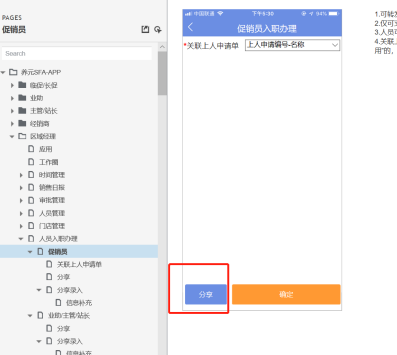 PAGES
促销员
Search
养元SFA-APP
临促/长促
业助
主管/站长
经销商
区域经理
应用
工作圈
时间管理
销售日报
审批管理
人员管理
门店管理
人员入职办理
促销员
关联上人申请单
分享
分享录入
信息补充
业助/主管/站长
分享
分享录入
信息补充
中国联通
下午5:30
94%
促销员入职办理
*关联上人申请单
上人申请编号-名称
分享
确定
1.可转发
2.仅可
3.人员
4.关联
用"的,